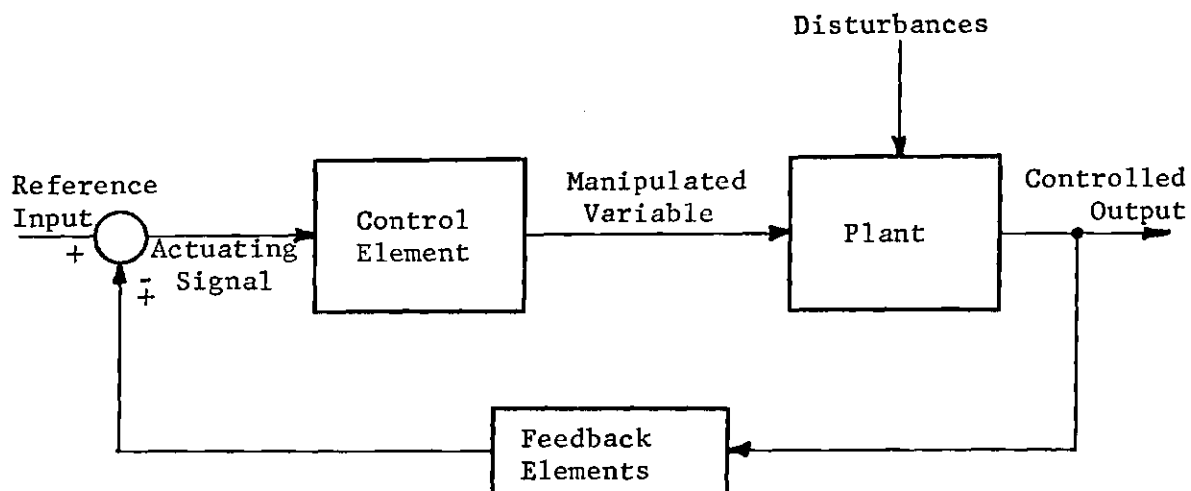 Disturbances
Reference
Input
+
Actuating
Signal
-
+
Control
Element
Manipulated
Variable
Plant
Controlled
Output
Feedback
Elements